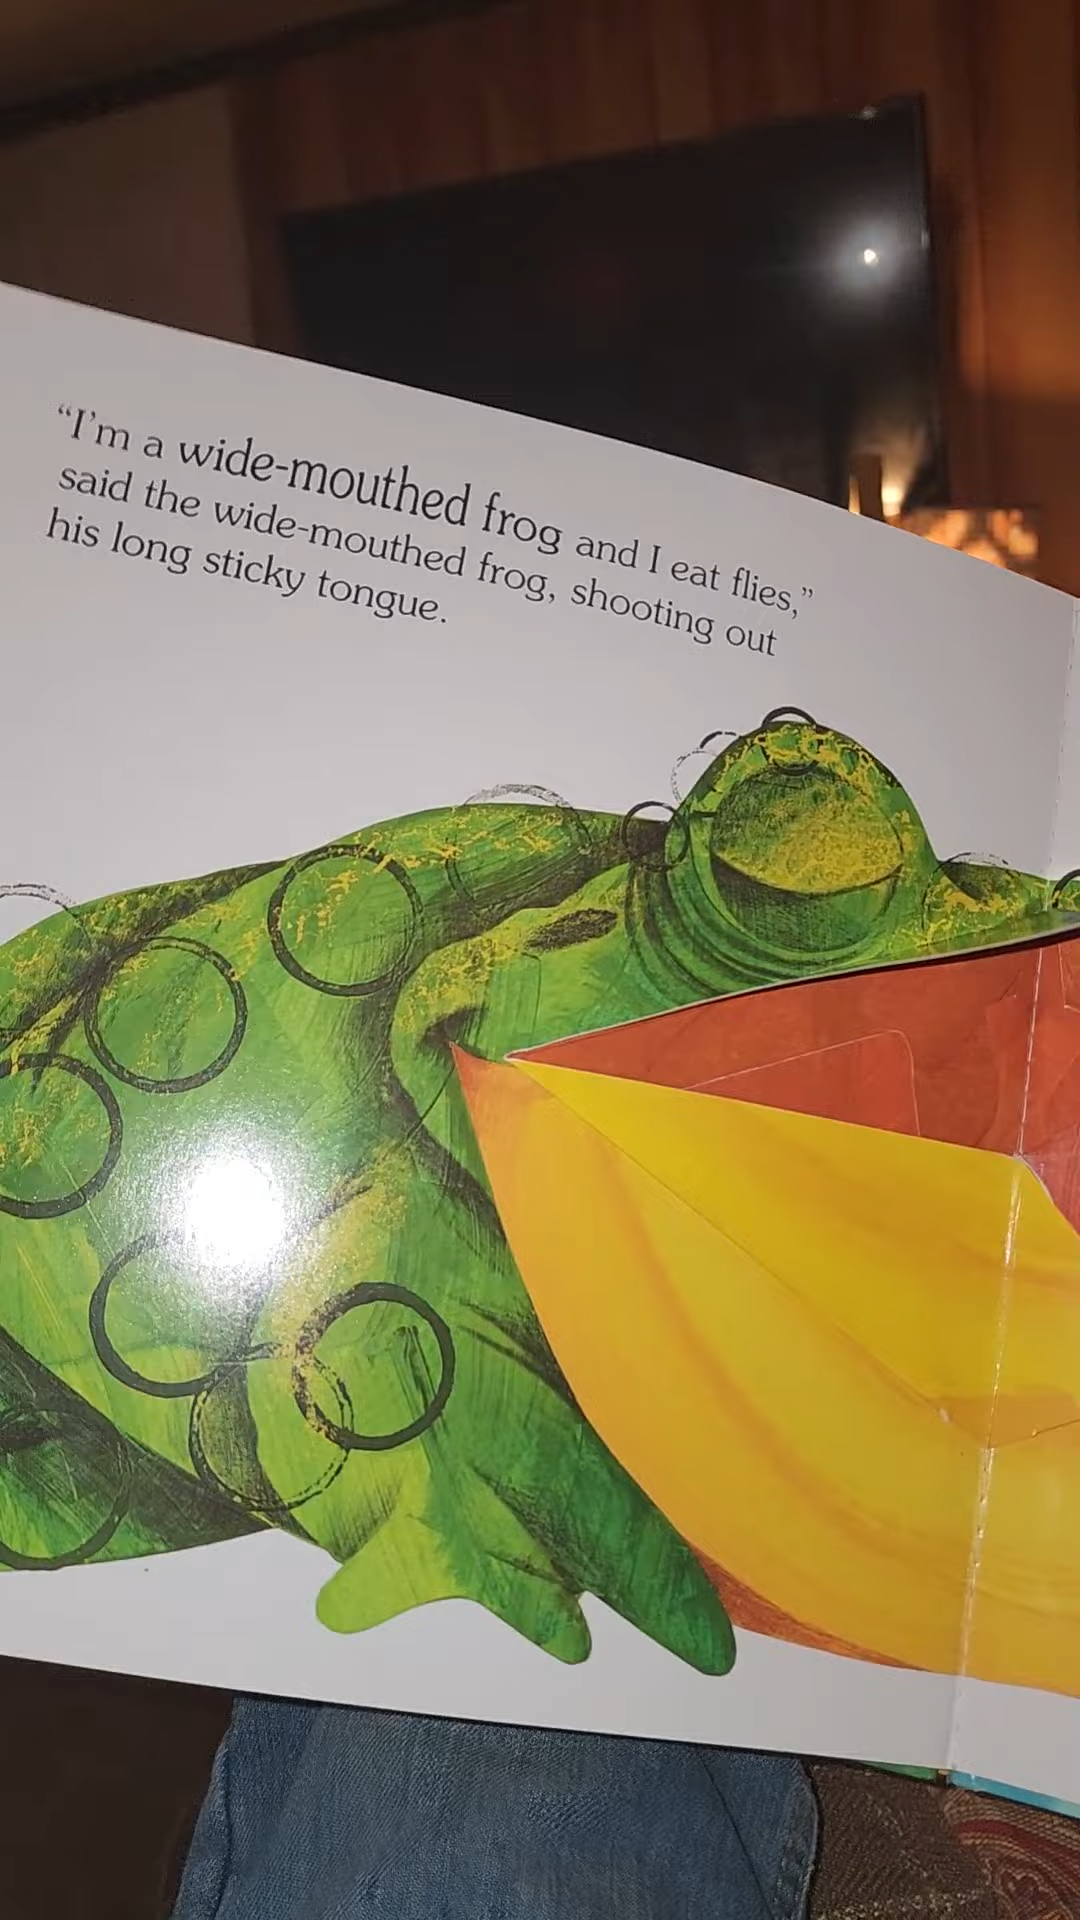 “I’m a wide-mouthed frog and I eat flies,”
said the wide-mouthed frog, shooting out
his long sticky tongue.